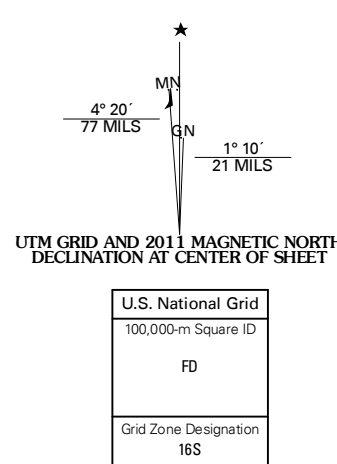 MN
4° 20´
77 MILS
GN
1° 10´
21 MILS
UTM GRID AND 2011 MAGNETIC NORTH
DECLINATION AT CENTER OF SHEET
U.S. National Grid
100,000-m Square ID
FD
Grid Zone Designation
16S